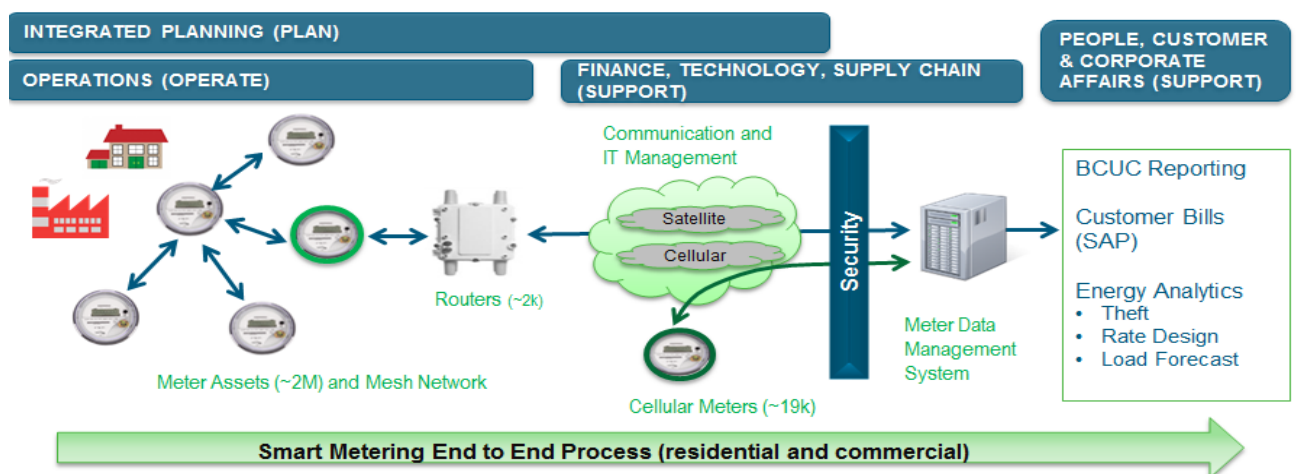 INTEGRATED PLANNING (PLAN)
OPERATIONS (OPERATE)
FINANCE, TECHNOLOGY, SUPPLY CHAIN
(SUPPORT)
PEOPLE, CUSTOMER
& CORPORATE
AFFAIRS (SUPPORT)
Communication and
IT Management
Satellite
Cellular
Security
Routers (~2k)
Meter Assets (~2M) and Mesh Network
Cellular Meters (~19k)
Meter Data
Management
System
BCUC Reporting
Customer Bills
(SAP)
Energy Analytics
• Theft
• Rate Design
• Load Forecast
Smart Metering End to End Process (residential and commercial)